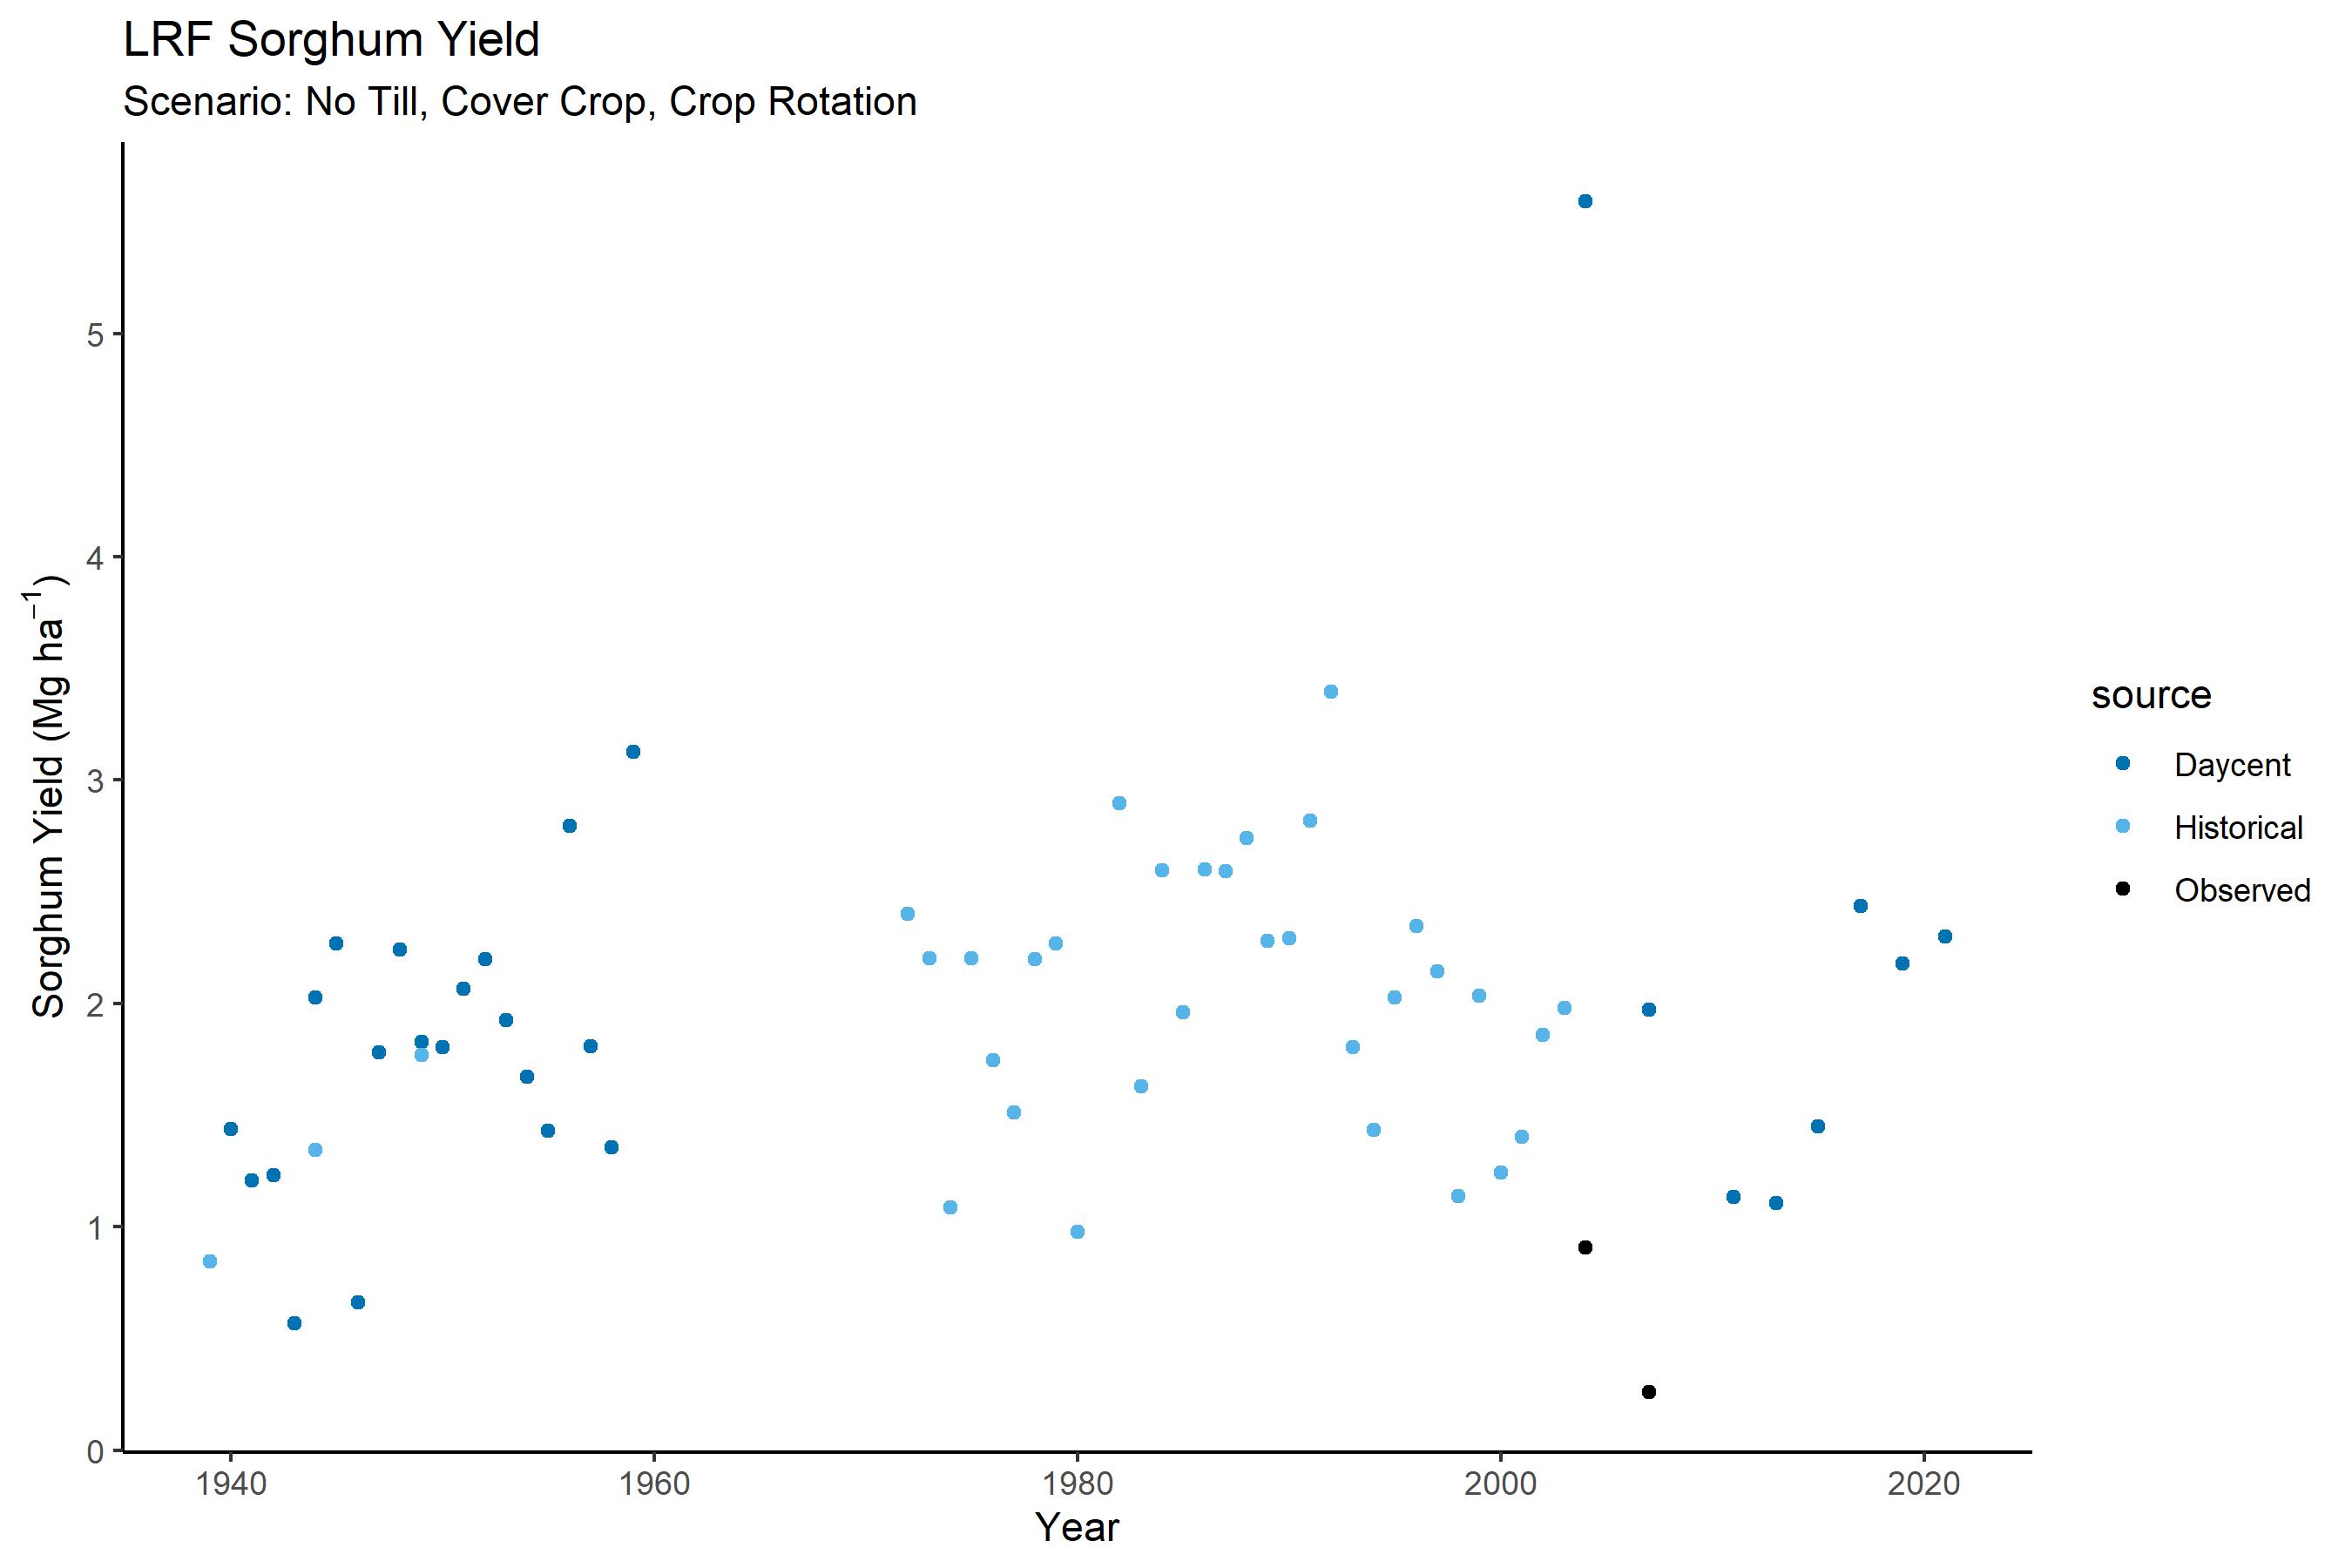 LRF Sorghum Yield
Scenario: No Till, Cover Crop, Crop Rotation
Sorghum Yield (Mg ha⁻¹)
5
4
3
2
1
0
1940 1960 1980 2000 2020
Year
source
Daycent
Historical
Observed